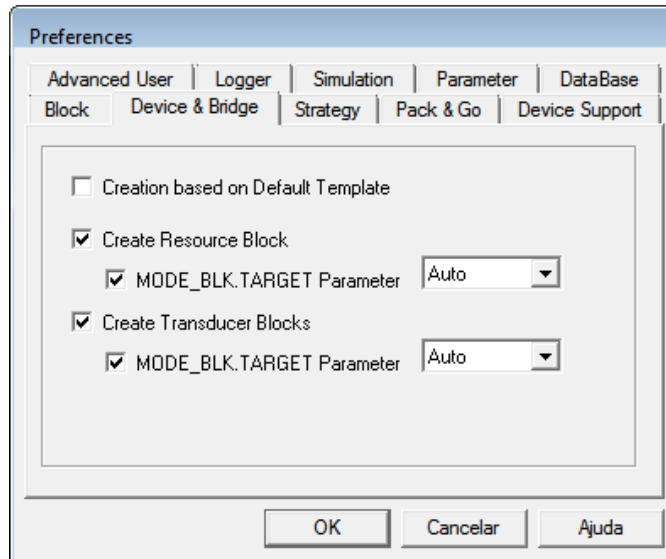 Preferences
Advanced User Logger Simulation Parameter DataBase
Block Device & Bridge Strategy Pack & Go Device Support
Creation based on Default Template
Create Resource Block
MODE_BLK.TARGET Parameter Auto
Create Transducer Blocks
MODE_BLK.TARGET Parameter Auto
OK Cancelar Ajuda